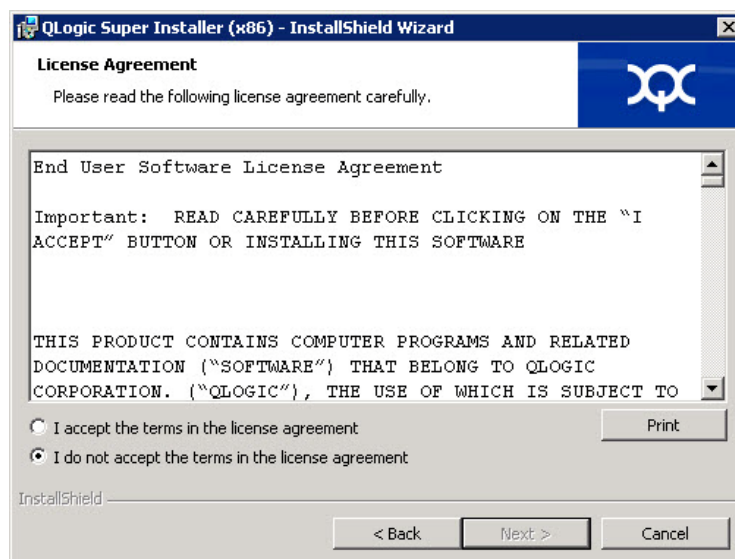 QLogic Super Installer (x86) - InstallShield Wizard
License Agreement
Please read the following license agreement carefully.
End User Software License Agreement
Important:  READ CAREFULLY BEFORE CLICKING ON THE “I
ACCEPT” BUTTON OR INSTALLING THIS SOFTWARE
THIS PRODUCT CONTAINS COMPUTER PROGRAMS AND RELATED
DOCUMENTATION (“SOFTWARE”) THAT BELONG TO QLOGIC
CORPORATION. (“QLOGIC”), THE USE OF WHICH IS SUBJECT TO
I accept the terms in the license agreement
Print
I do not accept the terms in the license agreement
InstallShield
< Back
Next >
Cancel